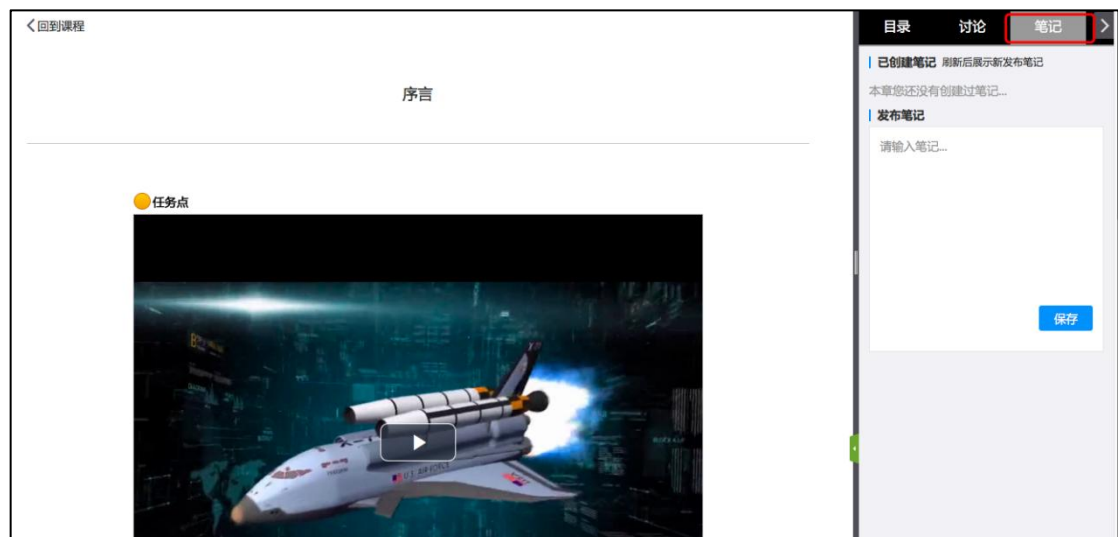 回到课程
序言
任务点
U.S. AIR FORCE
目录 讨论 笔记
已创建笔记 刷新后展示新发布笔记
本章您还没有创建过笔记...
发布笔记
请输入笔记...
保存